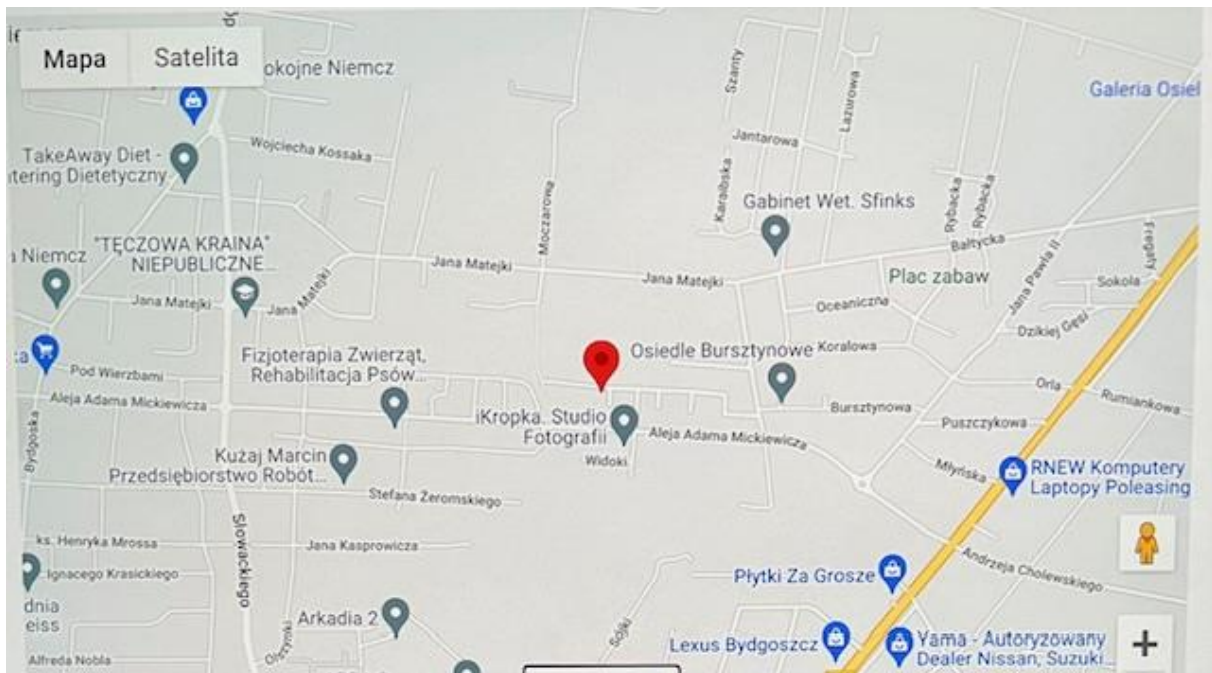 Mapa
Satelita
okojne Niemcz
Galeria Osiel
Szanty
Lazurowa
Wojciecha Kossaka
Jantarowa
TakeAway Diet -
tering Dietetyczny
Karaibska
Moczarowa
Rybacka
Rybacka
Gabinet Wet. Sfinks
Fregaty
"TĘCZOWA KRAINA"
NIEPUBLICZNE...
Niemcz
Bałtycka
Jana Pawła II
Jana Matejki
Jana Matejki
Plac zabaw
Sokola
Jana Matejki
Jana Matejki
Oceaniczna
Dzikiej Gęsi
Fizjoterapia Zwierząt,
Rehabilitacja Psów...
Osiedle Bursztynowe
Koralowa
Pod Wierzbami
Orla
Rumiankowa
Aleja Adama Mickiewicza
Bursztynowa
iKropka. Studio
Fotografii
Puszczykowa
Aleja Adama Mickiewicza
Bydgoska
Kużaj Marcin
Przedsiębiorstwo Robót...
Widoki
Młyńska
RNEW Komputery
Laptopy Poleasing
Stefana Żeromskiego
Słowackiego
ks. Henryka Mrossa
Jana Kasprowicza
Andrzeja Cholewskiego
Ignacego Krasickiego
Płytki Za Grosze
dnia
eiss
Arkadia 2
Sójki
Lexus Bydgoszcz
Yama - Autoryzowany
Dealer Nissan, Suzuki...
Olszynki
Alfreda Nobla
+